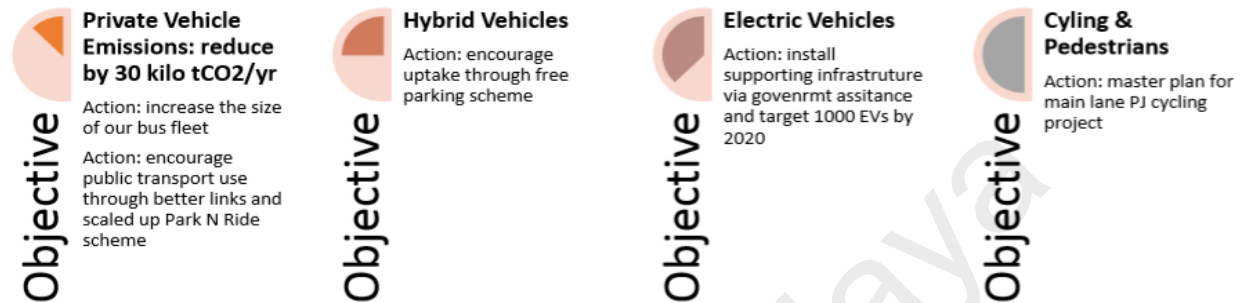 Objective
Private Vehicle
Emissions: reduce
by 30 kilo tCO2/yr
Action: increase the size
of our bus fleet
Action: encourage
public transport use
through better links and
scaled up Park N Ride
scheme
Objective
Hybrid Vehicles
Action: encourage
uptake through free
parking scheme
Objective
Electric Vehicles
Action: install
supporting infrastruture
via govenrmt assitance
and target 1000 EVs by
2020
Objective
Cyling &
Pedestrians
Action: master plan for
main lane PJ cycling
project